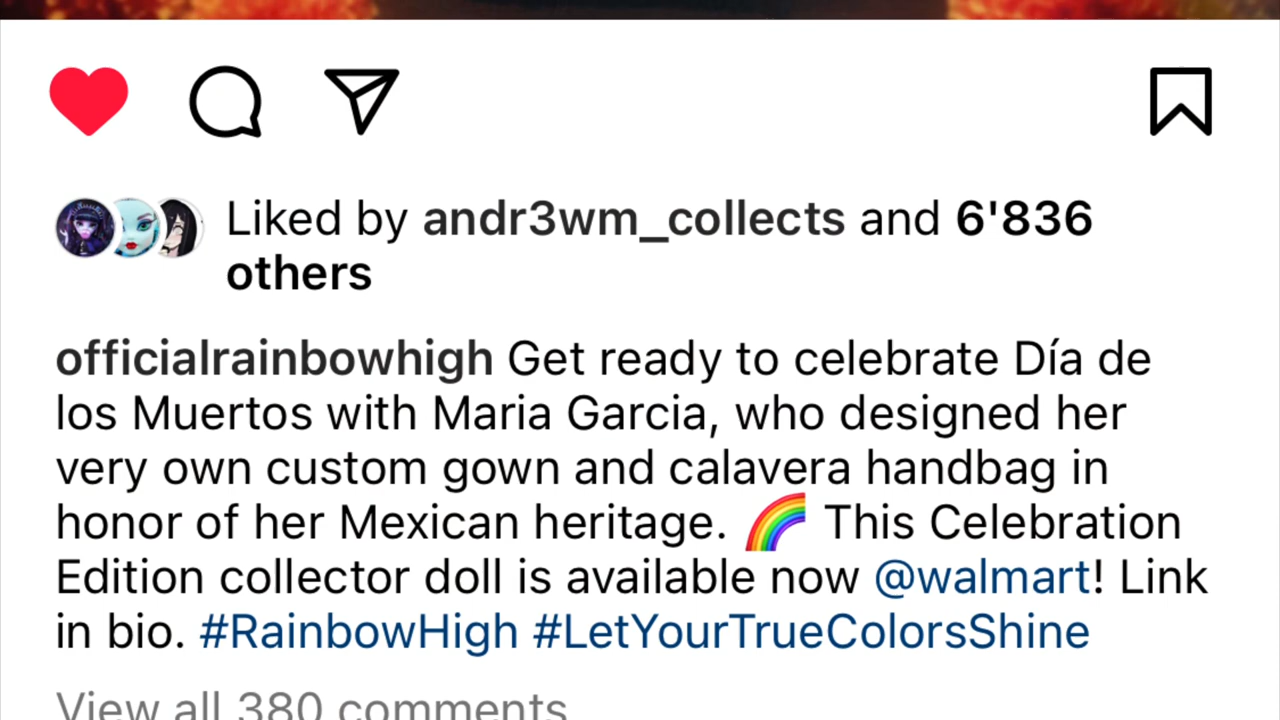 Liked by andr3wm_collects and 6'836
others
officialrainbowhigh Get ready to celebrate Día de
los Muertos with Maria Garcia, who designed her
very own custom gown and calavera handbag in
honor of her Mexican heritage. 🌈 This Celebration
Edition collector doll is available now @walmart! Link
in bio. #RainbowHigh #LetYourTrueColorsShine
View all 380 comments